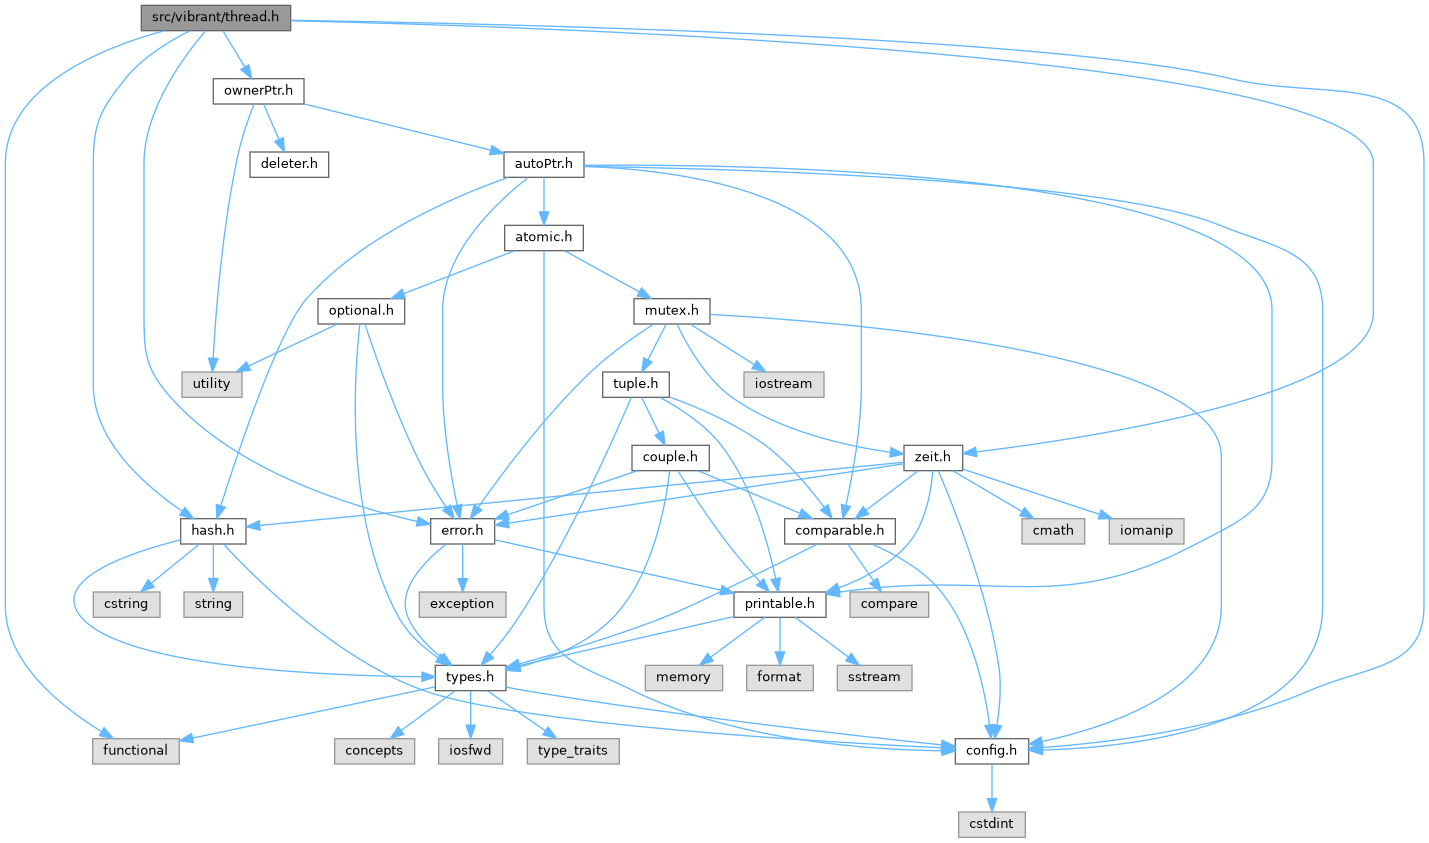 src/vibrant/thread.h
ownerPtr.h
deleter.h
autoPtr.h
atomic.h
optional.h
mutex.h
utility
tuple.h
iostream
couple.h
zeit.h
hash.h
error.h
comparable.h
cmath
iomanip
cstring
string
exception
printable.h
compare
types.h
memory
format
sstream
functional
concepts
iosfwd
type_traits
config.h
cstdint